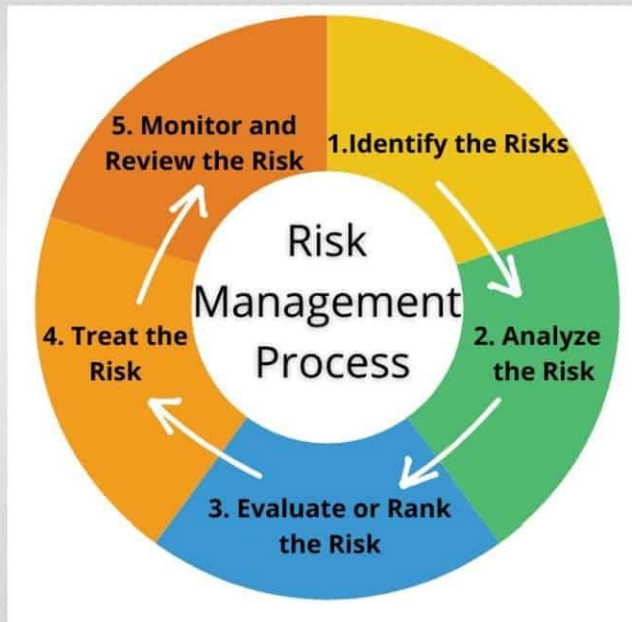 Risk
Management
Process
1.Identify the Risks
2. Analyze
the Risk
3. Evaluate or Rank
the Risk
4. Treat the
Risk
5. Monitor and
Review the Risk